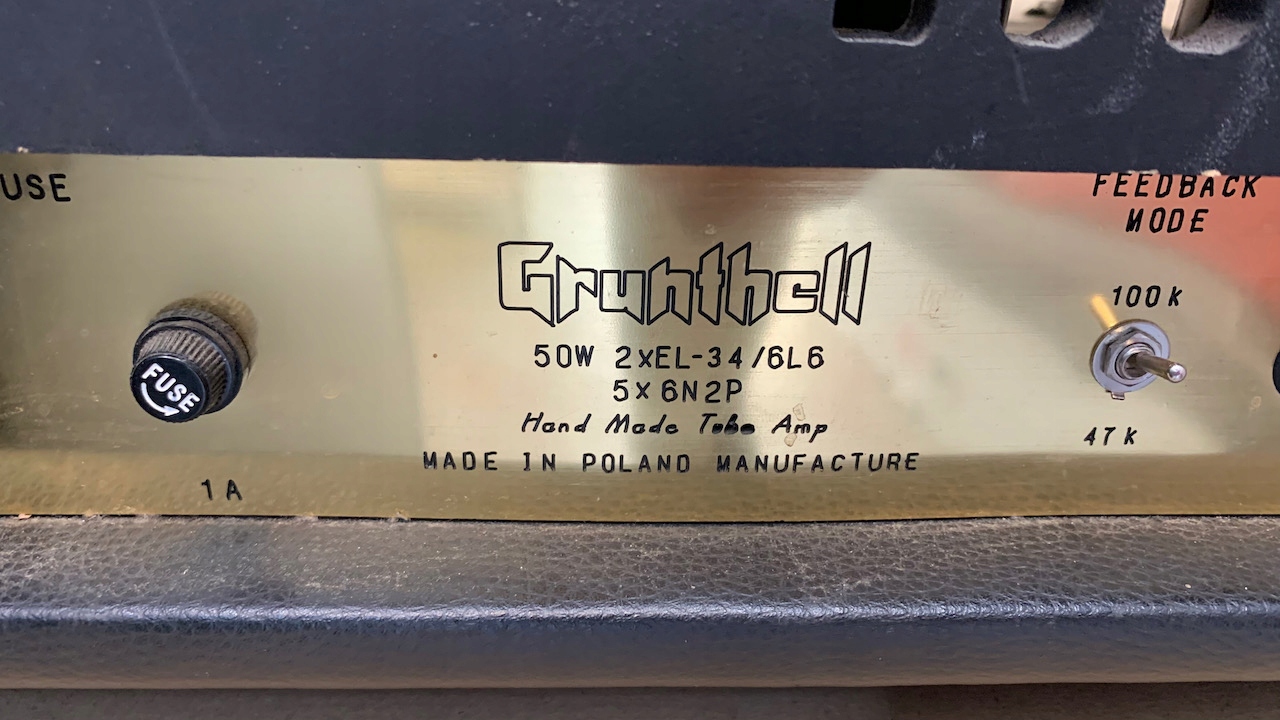 USE
FEEDBACK
MODE
Grunthell
50W 2xEL-34/6L6
5x6N2P
Hand Made Tube Amp
MADE IN POLAND MANUFACTURE
100k
47K
FUSE
1A